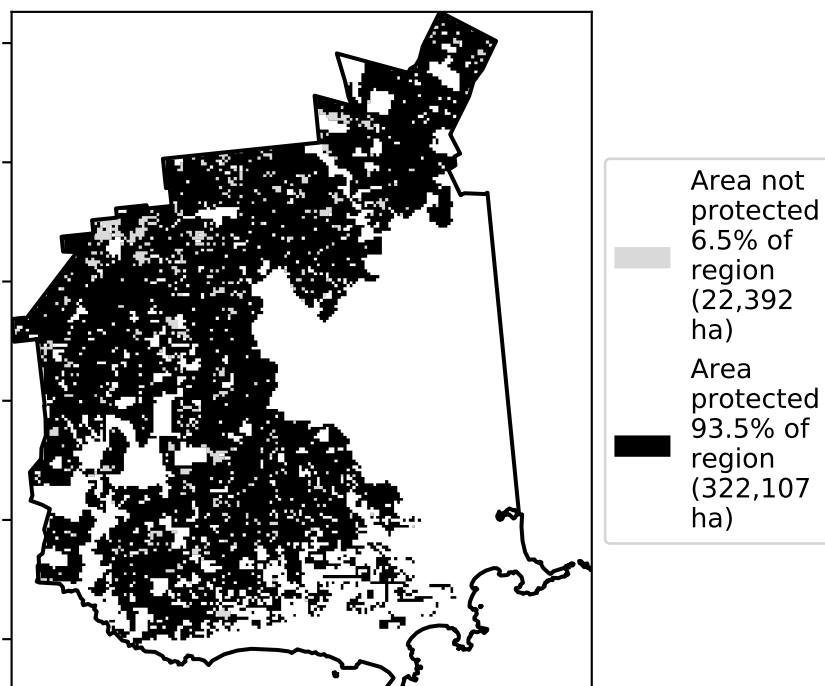 Area not
protected
6.5% of
region
(22,392
ha)
Area
protected
93.5% of
region
(322,107
ha)